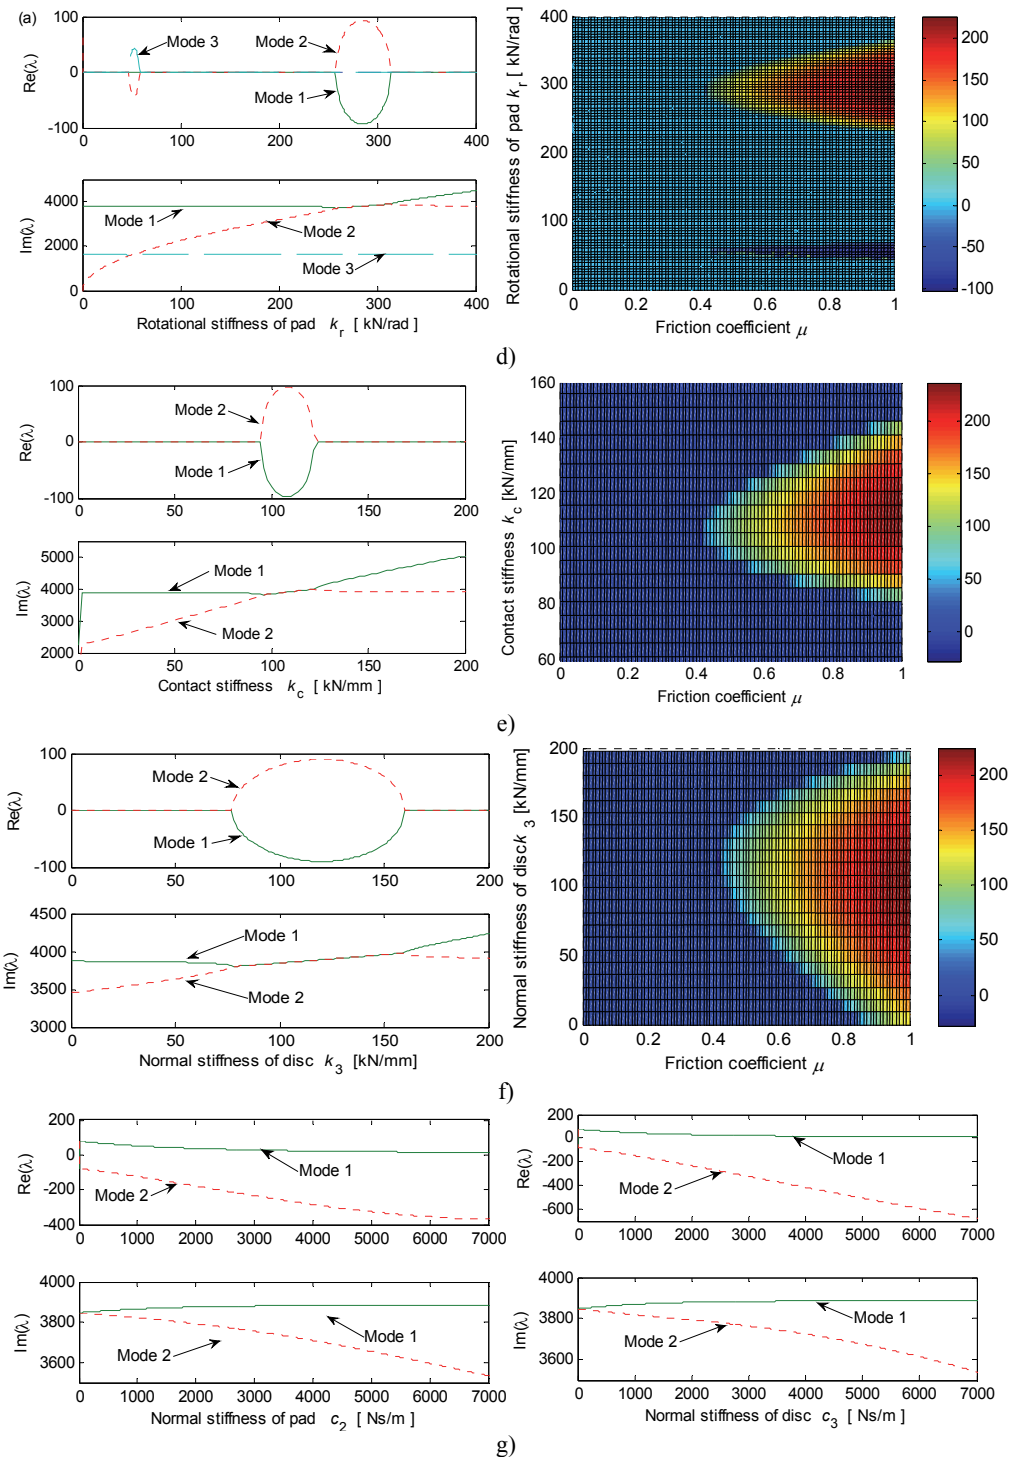 (a)
100
0
-100
Re(λ)
Mode 3
Mode 2
Mode 1
0 100 200 300 400
4000
2000
0
Im(λ)
Mode 1
Mode 2
Mode 3
0 100 200 300 400
Rotational stiffness of pad k_r [ kN/rad ]
400
300
200
100
0
Rotational stiffness of pad k_r [ kN/rad ]
0 0.2 0.4 0.6 0.8 1
Friction coefficient μ
200
150
100
50
0
-50
-100
d)
100
0
-100
Re(λ)
Mode 2
Mode 1
0 50 100 150 200
5000
4000
3000
2000
Im(λ)
Mode 1
Mode 2
0 50 100 150 200
Contact stiffness k_c [ kN/mm ]
160
140
120
100
80
60
Contact stiffness k_c [kN/mm]
0 0.2 0.4 0.6 0.8 1
Friction coefficient μ
200
150
100
50
0
e)
100
0
-100
Re(λ)
Mode 2
Mode 1
0 50 100 150 200
4500
4000
3500
3000
Im(λ)
Mode 1
Mode 2
0 50 100 150 200
Normal stiffness of disc k_3 [kN/mm]
200
150
100
50
0
Normal stiffness of disck_3 [kN/mm]
0 0.2 0.4 0.6 0.8 1
Friction coefficient μ
200
150
100
50
0
f)
200
0
-200
-400
Re(λ)
Mode 1
Mode 2
0 1000 2000 3000 4000 5000 6000 7000
4000
3800
3600
Im(λ)
Mode 1
Mode 2
0 1000 2000 3000 4000 5000 6000 7000
Normal stiffness of pad c_2 [ Ns/m ]
200
0
-200
-400
-600
Re(λ)
Mode 1
Mode 2
0 1000 2000 3000 4000 5000 6000 7000
4000
3800
3600
Im(λ)
Mode 1
Mode 2
0 1000 2000 3000 4000 5000 6000 7000
Normal stiffness of disc c_3 [ Ns/m ]
g)